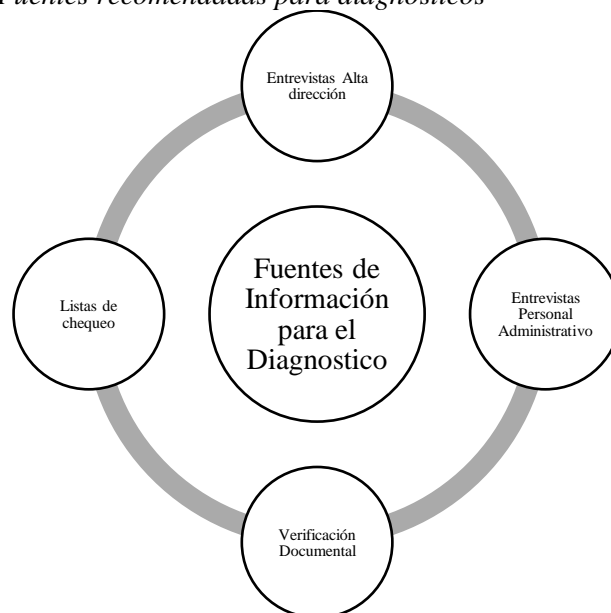 Fuentes recomendadas para diagnosticos
Entrevistas Alta
dirección
Fuentes de
Información
para el
Diagnostico
Listas de
chequeo
Entrevistas
Personal
Administrativo
Verificación
Documental